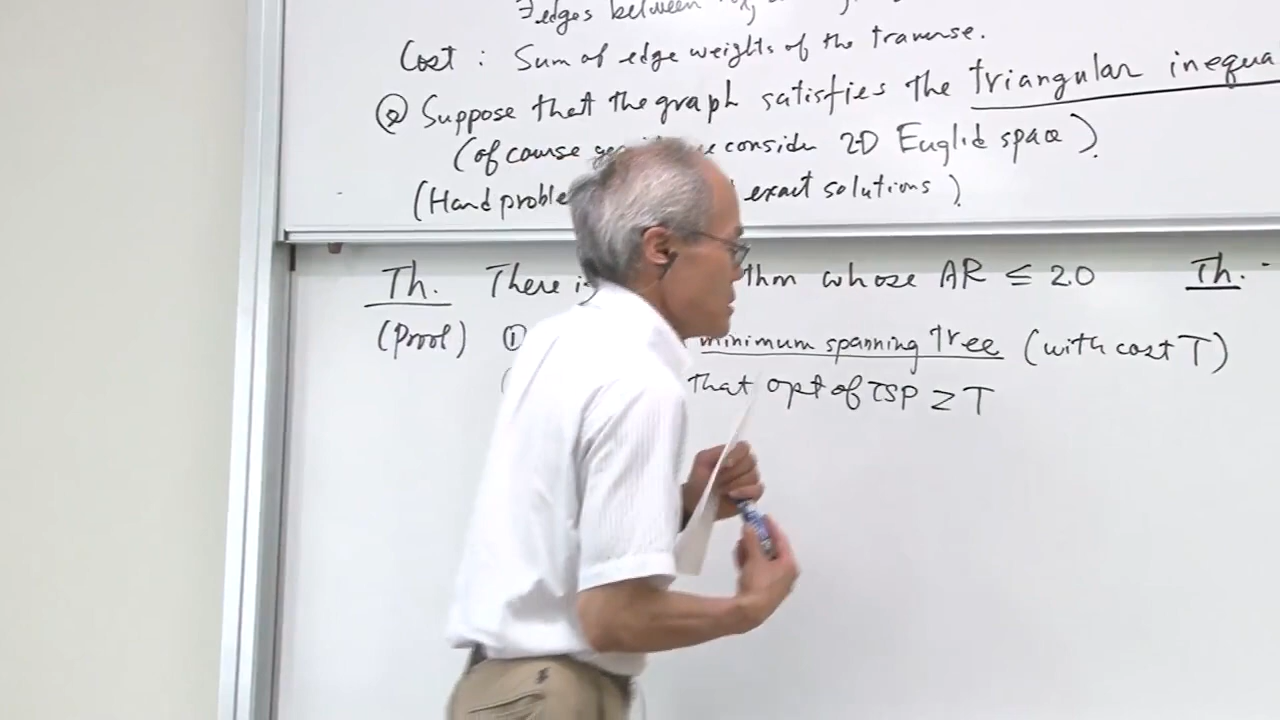 ∃edges between
Cost : Sum of edge weights of the traverse.
② Suppose that the graph satisfies the triangular inequa
(of course consider 2-D Euglid space).
(Hard proble exact solutions)
Th. There is thm whose AR ≤ 2.0 Th.
(Proof) ① minimum spanning tree (with cost T)
that opt of TSP ≥ T